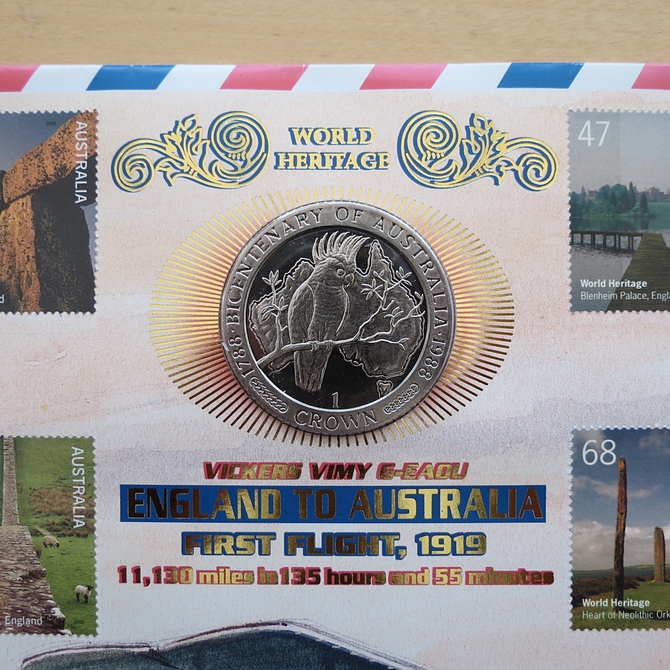 AUSTRALIA
WORLD
HERITAGE
47
World Heritage
Blenheim Palace, Engla
1788 · BICENTENARY OF AUSTRALIA · 1988
1
CROWN
AUSTRALIA
England
VICKERS VIMY G-EAOU
ENGLAND TO AUSTRALIA
FIRST FLIGHT, 1919
11,130 miles in 135 hours and 55 minutes
68
World Heritage
Heart of Neolithic Ork